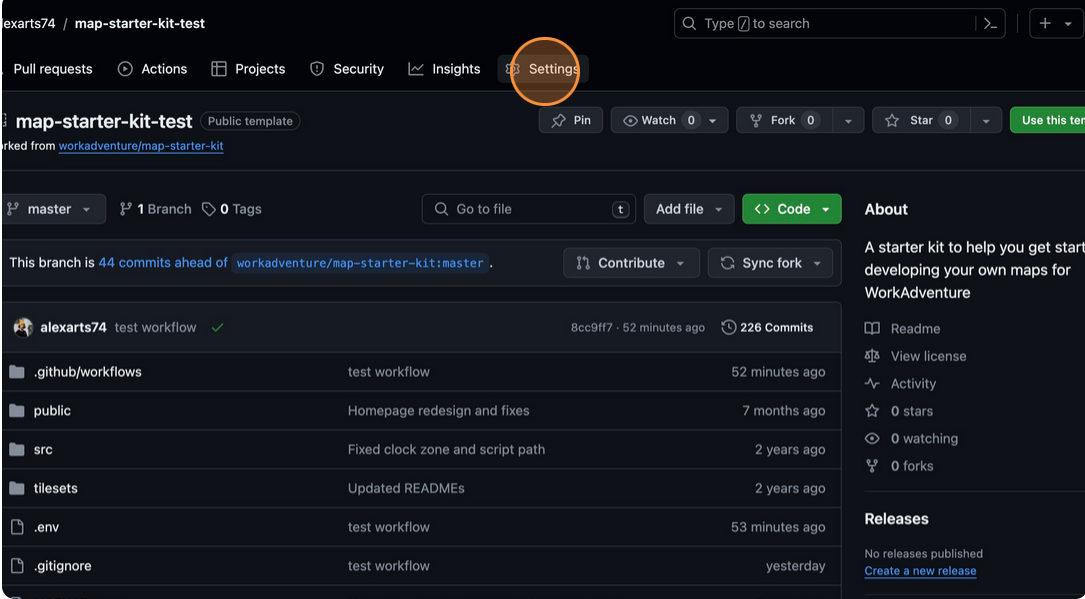 exarts74 / map-starter-kit-test
Type / to search
Pull requests Actions Projects Security Insights Settings
map-starter-kit-test Public template
Pin Watch 0 Fork 0 Star 0 Use this tem
rked from workadventure/map-starter-kit
master 1 Branch 0 Tags Go to file t Add file Code
This branch is 44 commits ahead of workadventure/map-starter-kit:master .
Contribute Sync fork
alexarts74 test workflow 8cc9ff7 · 52 minutes ago 226 Commits
.github/workflows test workflow 52 minutes ago
public Homepage redesign and fixes 7 months ago
src Fixed clock zone and script path 2 years ago
tilesets Updated READMEs 2 years ago
.env test workflow 53 minutes ago
.gitignore test workflow yesterday
About
A starter kit to help you get start
developing your own maps for
WorkAdventure
Readme
View license
Activity
0 stars
0 watching
0 forks
Releases
No releases published
Create a new release